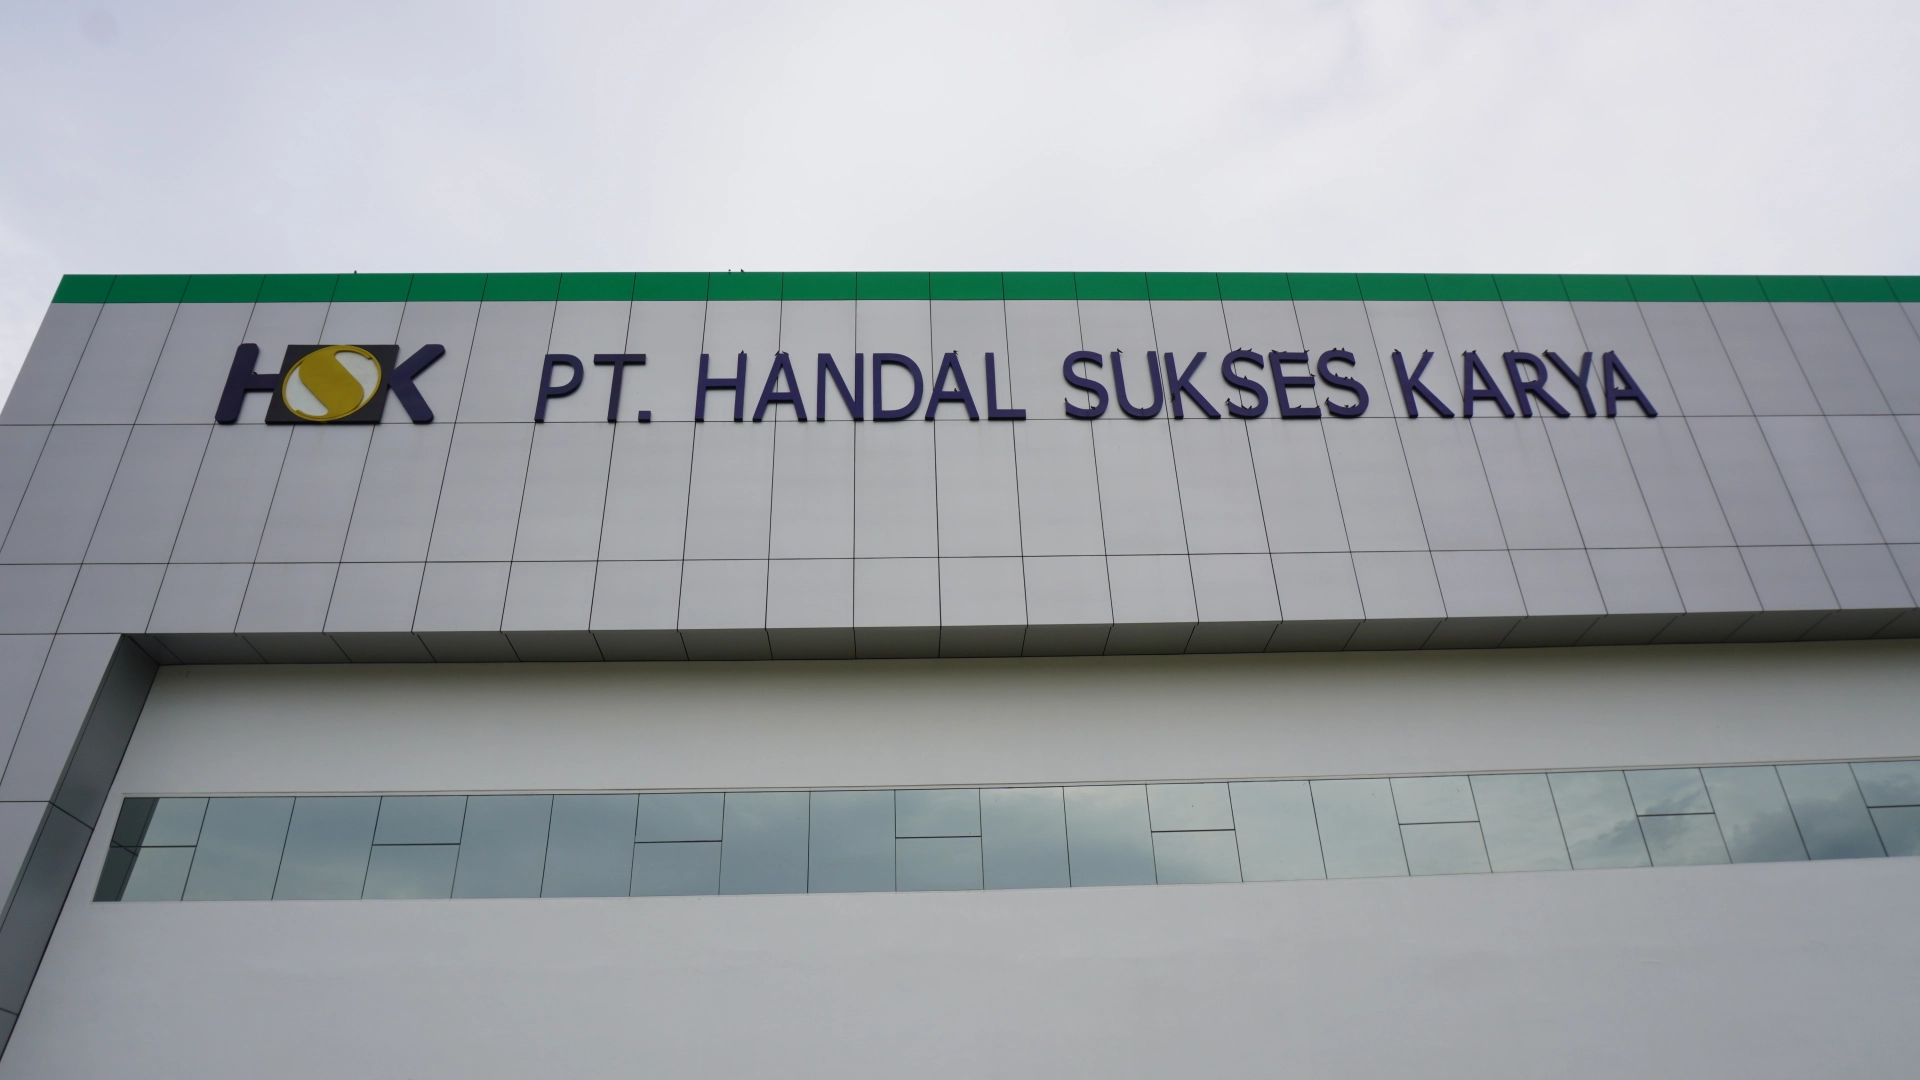 HSK PT. HANDAL SUKSES KARYA